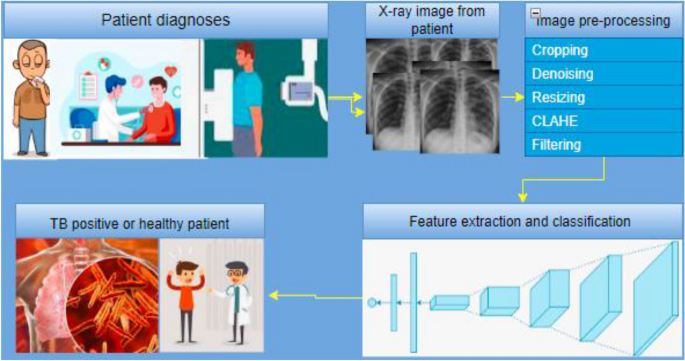 Patient diagnoses
X-ray image from
patient
Image pre-processing
Cropping
Denoising
Resizing
CLAHE
Filtering
TB positive or healthy patient
Feature extraction and classification